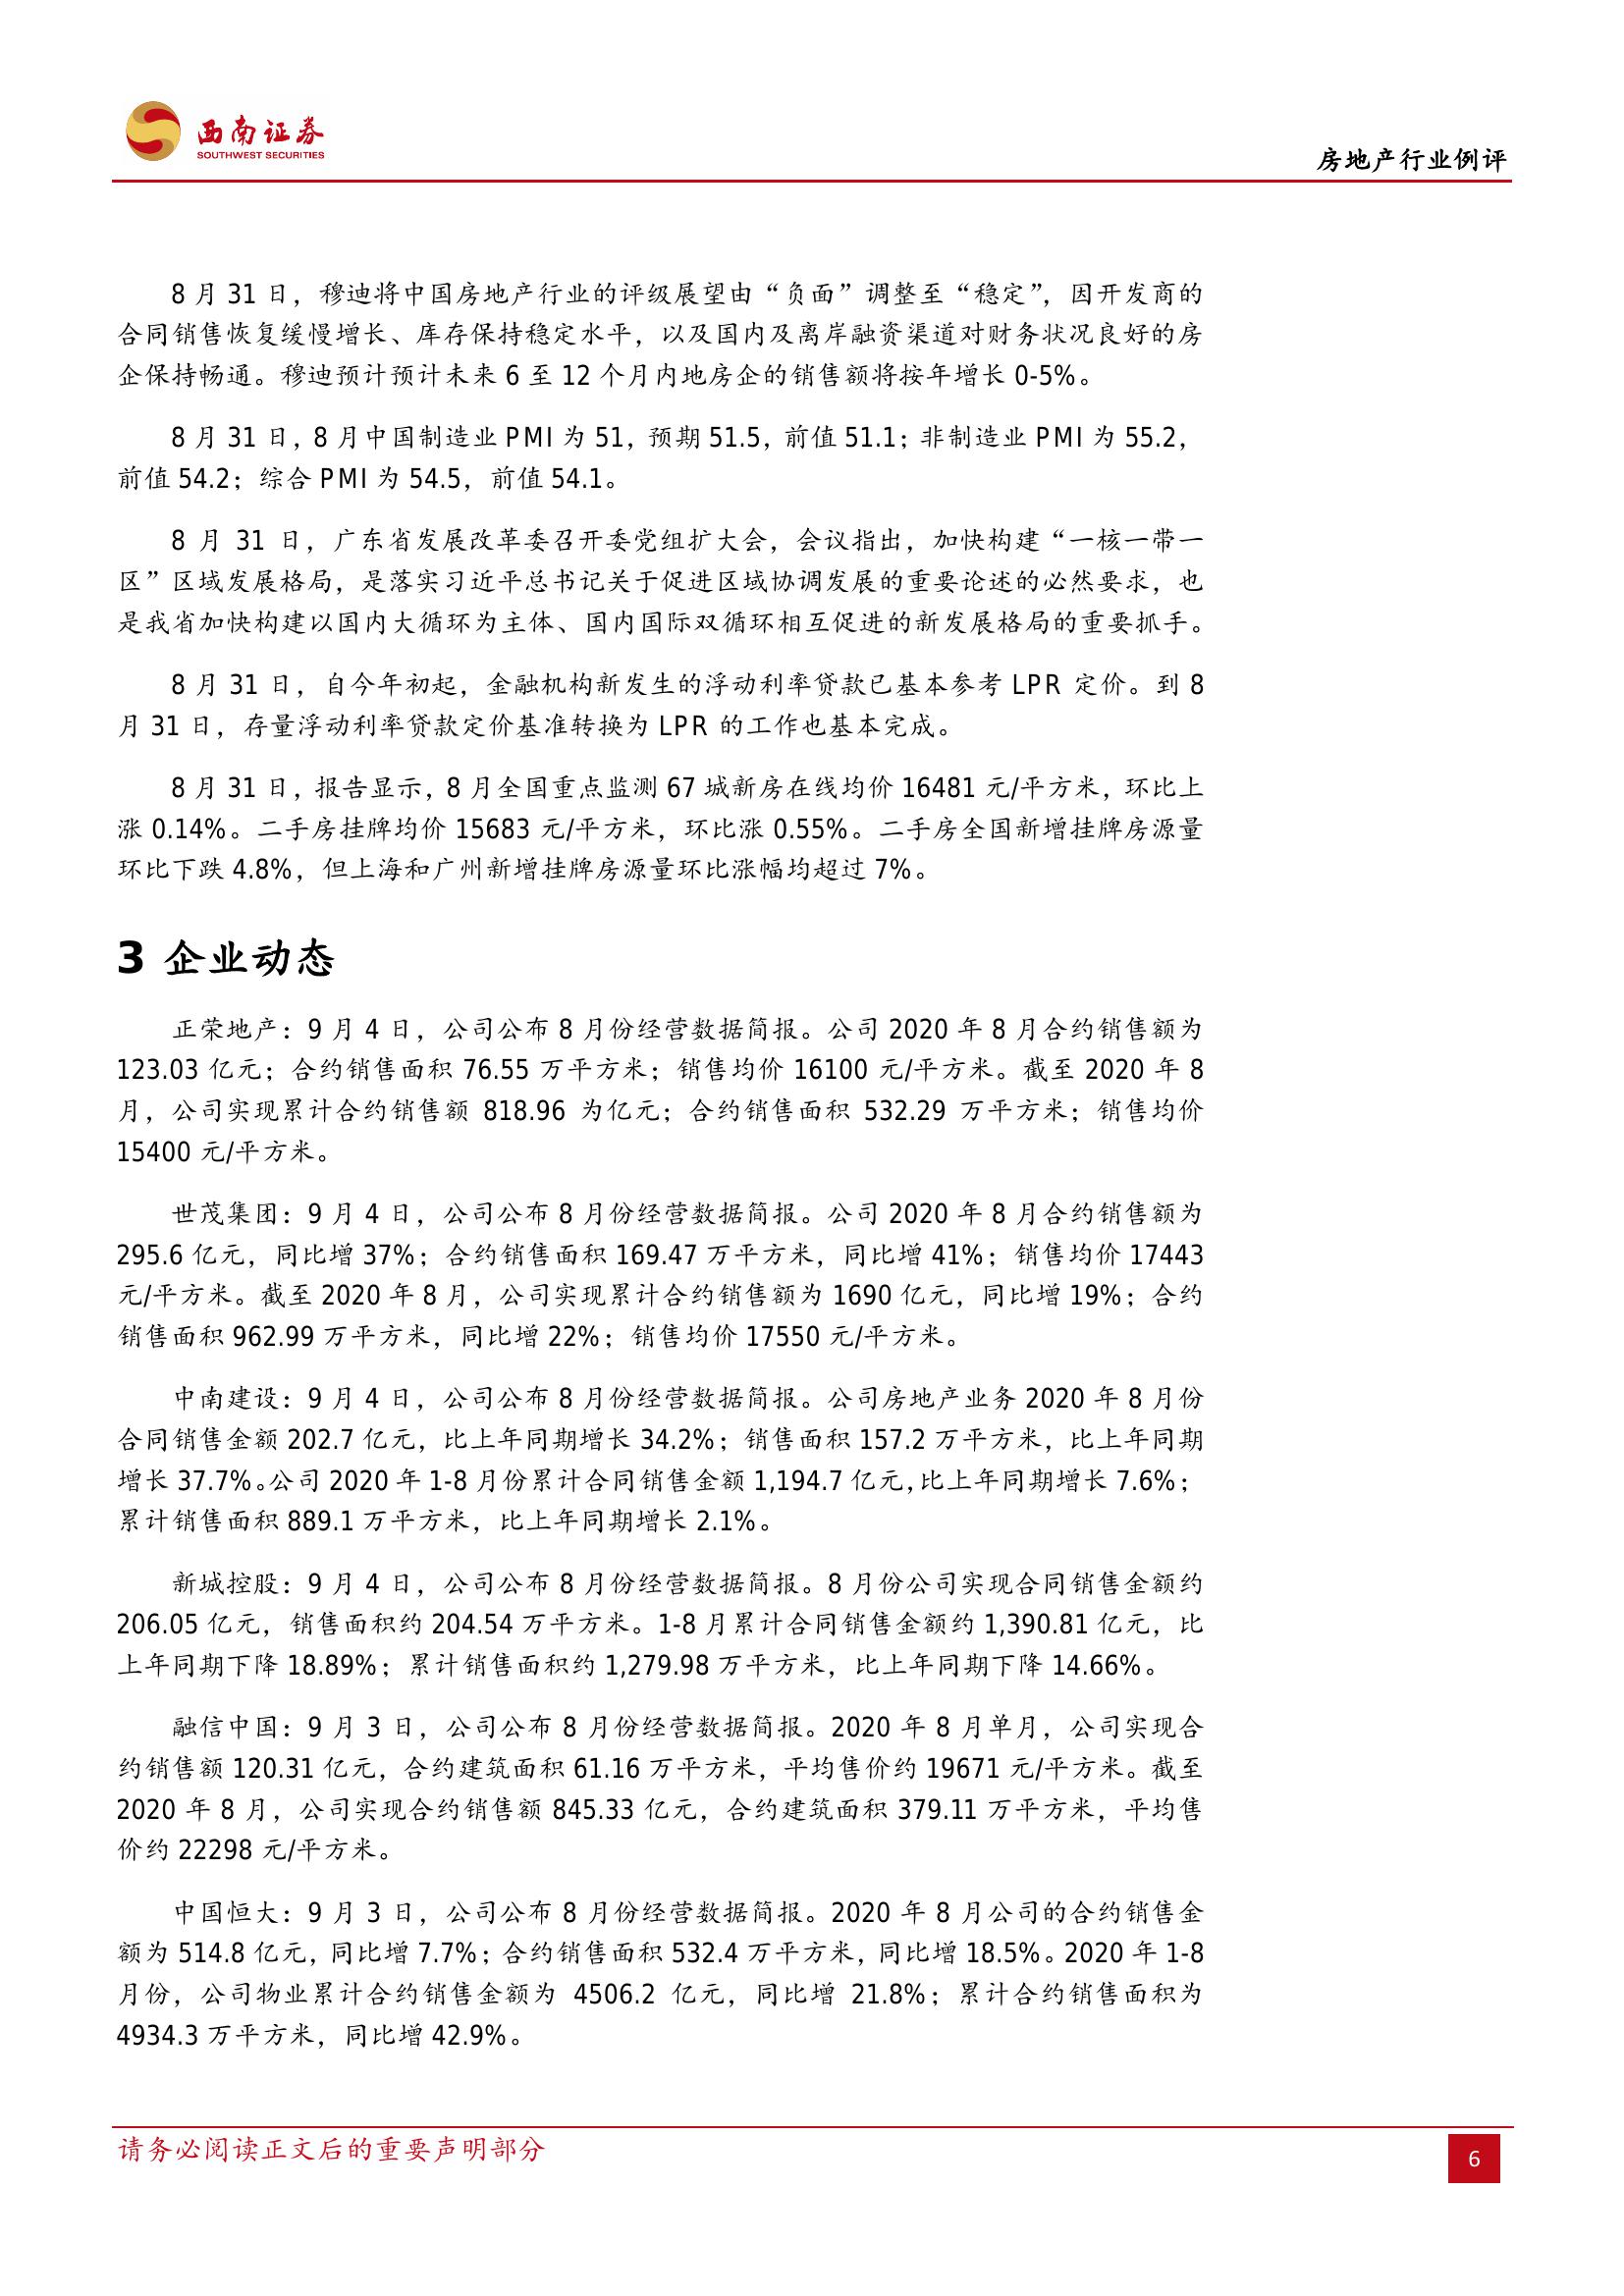 西南证券
SOUTHWEST SECURITIES
房地产行业例评
8 月 31 日，穆迪将中国房地产行业的评级展望由“负面”调整至“稳定”，因开发商的
合同销售恢复缓慢增长、库存保持稳定水平，以及国内及离岸融资渠道对财务状况良好的房
企保持畅通。穆迪预计预计未来 6 至 12 个月内地房企的销售额将按年增长 0-5%。
8 月 31 日，8 月中国制造业 PMI 为 51，预期 51.5，前值 51.1；非制造业 PMI 为 55.2，
前值 54.2；综合 PMI 为 54.5，前值 54.1。
8 月 31 日，广东省发展改革委召开委党组扩大会，会议指出，加快构建“一核一带一
区”区域发展格局，是落实习近平总书记关于促进区域协调发展的重要论述的必然要求，也
是我省加快构建以国内大循环为主体、国内国际双循环相互促进的新发展格局的重要抓手。
8 月 31 日，自今年初起，金融机构新发生的浮动利率贷款已基本参考 LPR 定价。到 8
月 31 日，存量浮动利率贷款定价基准转换为 LPR 的工作也基本完成。
8 月 31 日，报告显示，8 月全国重点监测 67 城新房在线均价 16481 元/平方米，环比上
涨 0.14%。二手房挂牌均价 15683 元/平方米，环比涨 0.55%。二手房全国新增挂牌房源量
环比下跌 4.8%，但上海和广州新增挂牌房源量环比涨幅均超过 7%。
3 企业动态
正荣地产：9 月 4 日，公司公布 8 月份经营数据简报。公司 2020 年 8 月合约销售额为
123.03 亿元；合约销售面积 76.55 万平方米；销售均价 16100 元/平方米。截至 2020 年 8
月，公司实现累计合约销售额 818.96 为亿元；合约销售面积 532.29 万平方米；销售均价
15400 元/平方米。
世茂集团：9 月 4 日，公司公布 8 月份经营数据简报。公司 2020 年 8 月合约销售额为
295.6 亿元，同比增 37%；合约销售面积 169.47 万平方米，同比增 41%；销售均价 17443
元/平方米。截至 2020 年 8 月，公司实现累计合约销售额为 1690 亿元，同比增 19%；合约
销售面积 962.99 万平方米，同比增 22%；销售均价 17550 元/平方米。
中南建设：9 月 4 日，公司公布 8 月份经营数据简报。公司房地产业务 2020 年 8 月份
合同销售金额 202.7 亿元，比上年同期增长 34.2%；销售面积 157.2 万平方米，比上年同期
增长 37.7%。公司 2020 年 1-8 月份累计合同销售金额 1,194.7 亿元，比上年同期增长 7.6%；
累计销售面积 889.1 万平方米，比上年同期增长 2.1%。
新城控股：9 月 4 日，公司公布 8 月份经营数据简报。8 月份公司实现合同销售金额约
206.05 亿元，销售面积约 204.54 万平方米。1-8 月累计合同销售金额约 1,390.81 亿元，比
上年同期下降 18.89%；累计销售面积约 1,279.98 万平方米，比上年同期下降 14.66%。
融信中国：9 月 3 日，公司公布 8 月份经营数据简报。2020 年 8 月单月，公司实现合
约销售额 120.31 亿元，合约建筑面积 61.16 万平方米，平均售价约 19671 元/平方米。截至
2020 年 8 月，公司实现合约销售额 845.33 亿元，合约建筑面积 379.11 万平方米，平均售
价约 22298 元/平方米。
中国恒大：9 月 3 日，公司公布 8 月份经营数据简报。2020 年 8 月公司的合约销售金
额为 514.8 亿元，同比增 7.7%；合约销售面积 532.4 万平方米，同比增 18.5%。2020 年 1-8
月份，公司物业累计合约销售金额为 4506.2 亿元，同比增 21.8%；累计合约销售面积为
4934.3 万平方米，同比增 42.9%。
请务必阅读正文后的重要声明部分
6